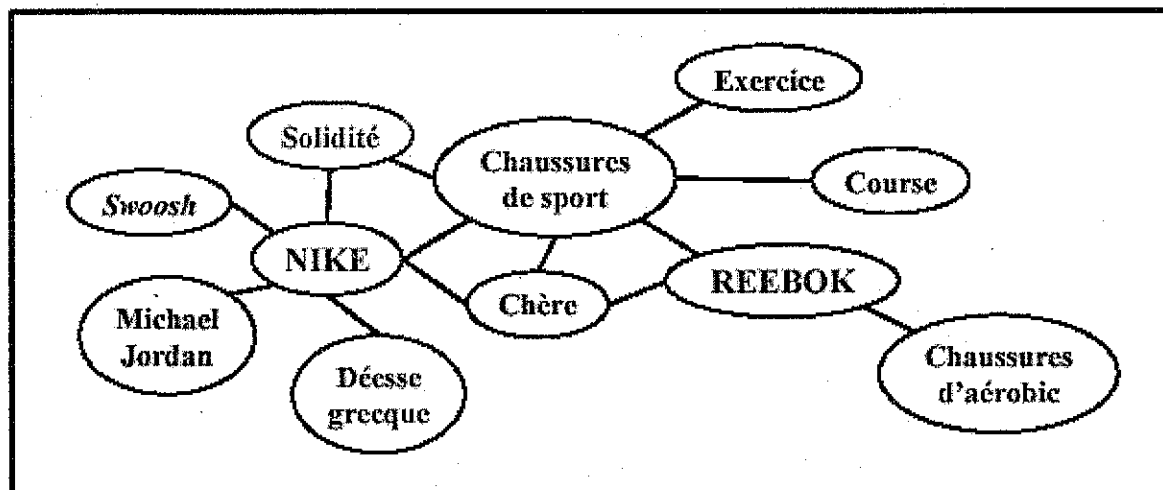 Exercice
Solidité
Chaussures
de sport
Course
Swoosh
NIKE
REEBOK
Chère
Michael
Jordan
Déesse
grecque
Chaussures
d'aérobic